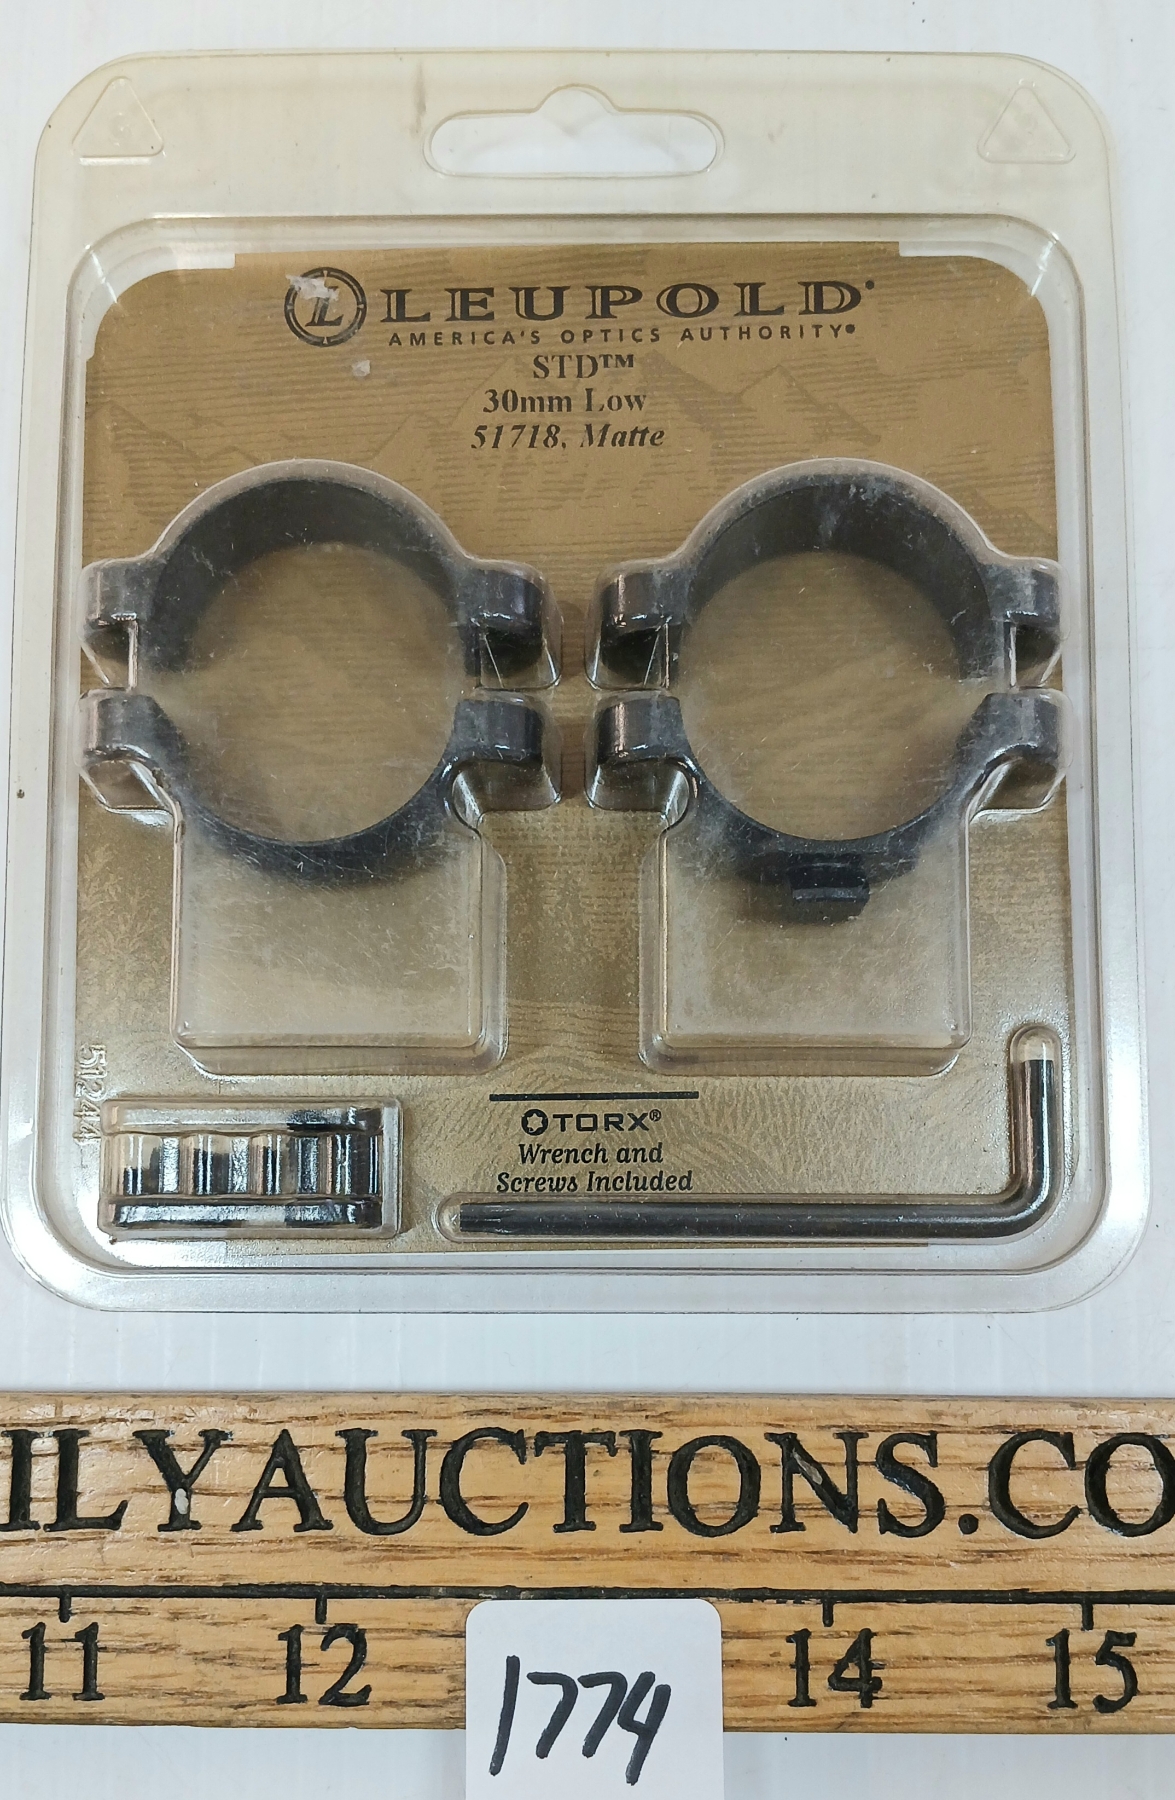 L LEUPOLD®
AMERICA'S OPTICS AUTHORITY®
STD™
30mm Low
51718, Matte
51244
TORX®
Wrench and
Screws Included
ILYAUCTIONS.CO
11 12 14 15
1774